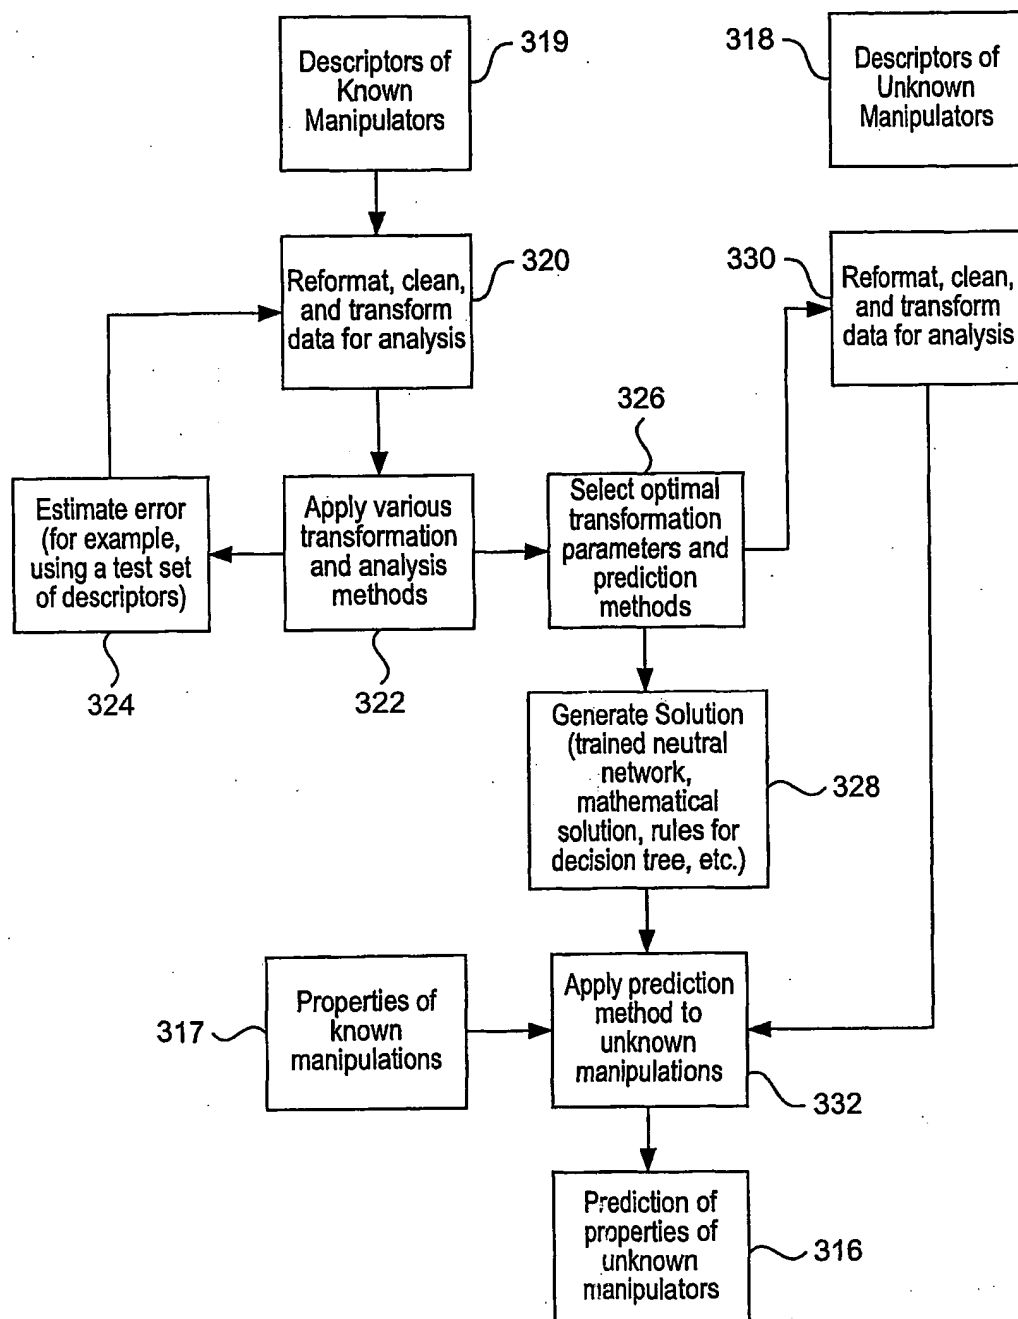 Descriptors of
Known
Manipulators
319
318
Descriptors of
Unknown
Manipulators
Reformat, clean,
and transform
data for analysis
320
330
Reformat, clean,
and transform
data for analysis
326
Estimate error
(for example,
using a test set
of descriptors)
324
Apply various
transformation
and analysis
methods
322
Select optimal
transformation
parameters and
prediction
methods
Generate Solution
(trained neutral
network,
mathematical
solution, rules for
decision tree, etc.)
328
317
Properties of
known
manipulations
Apply prediction
method to
unknown
manipulations
332
Prediction of
properties of
unknown
manipulators
316